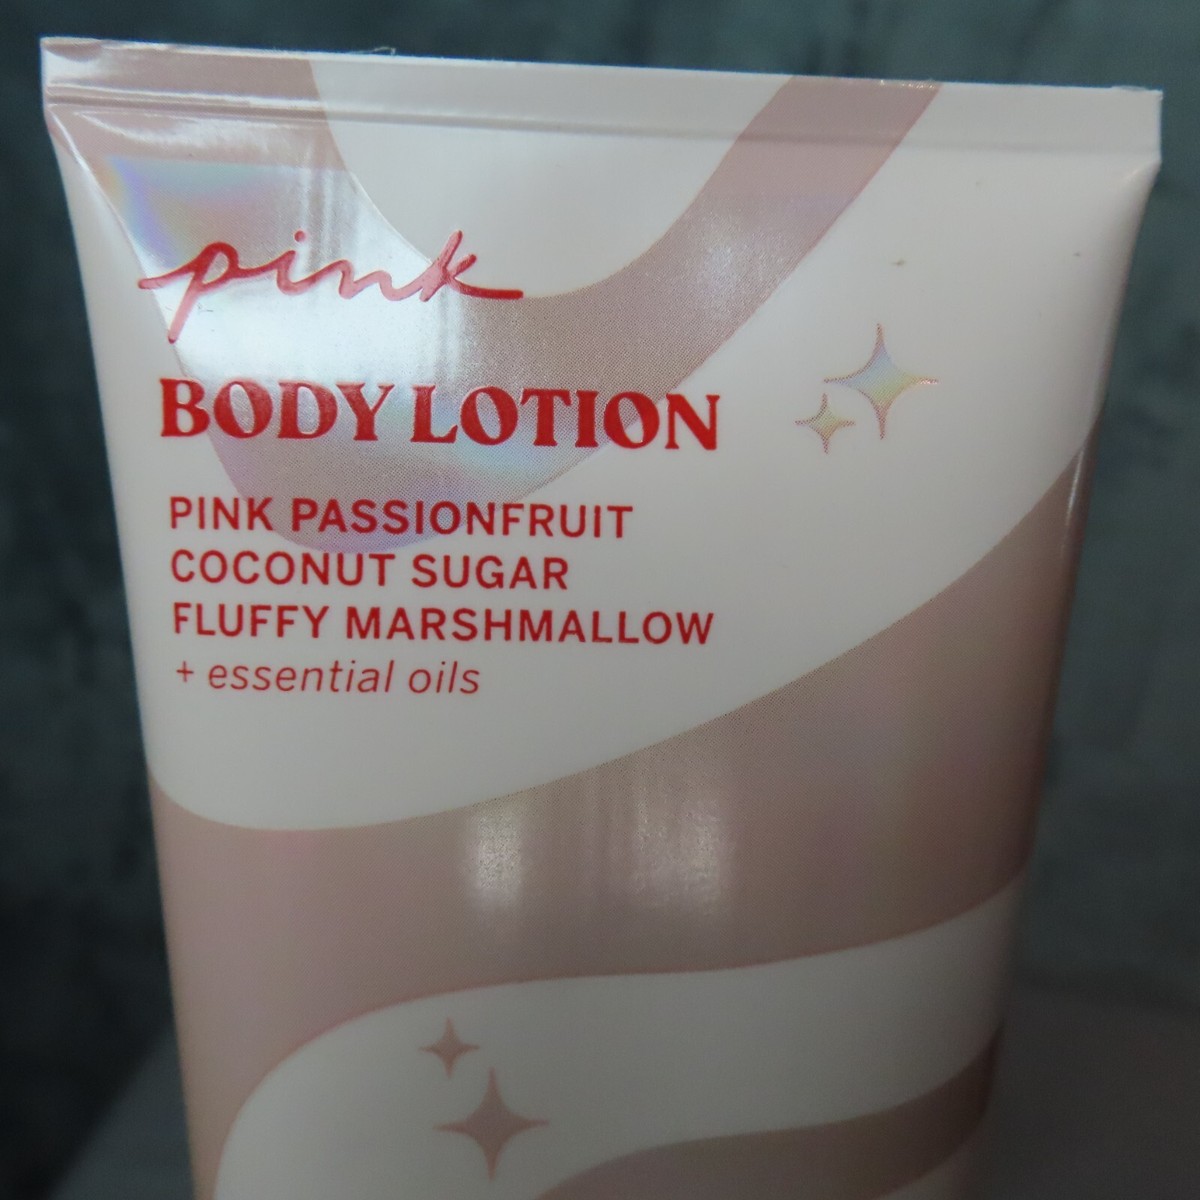 pink
BODY LOTION
PINK PASSIONFRUIT
COCONUT SUGAR
FLUFFY MARSHMALLOW
+ essential oils